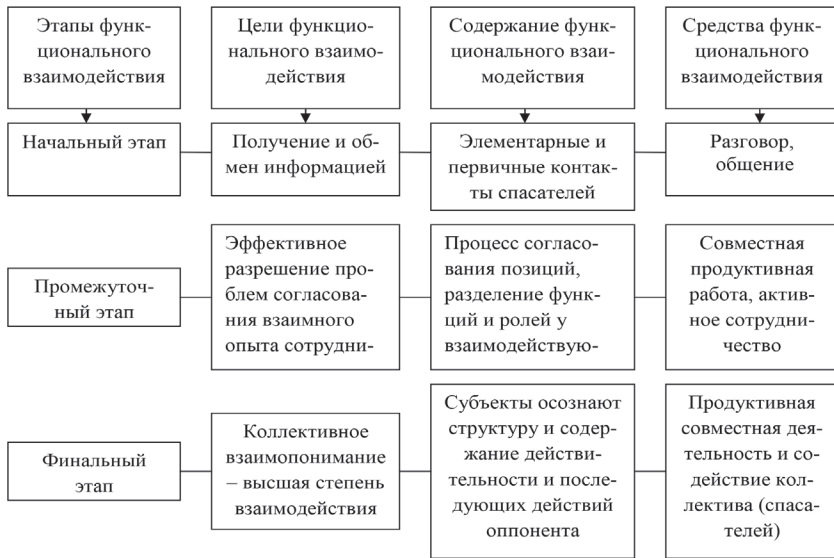 Этапы функ-
ционального
взаимодействия
Цели функцио-
нального взаимо-
действия
Содержание функ-
ционального взаи-
модействия
Средства функ-
ционального
взаимодействия
Начальный этап
Получение и об-
мен информацией
Элементарные и
первичные контак-
ты спасателей
Разговор,
общение
Промежуточ-
ный этап
Эффективное
разрешение про-
блем согласова-
ния взаимного
опыта сотрудни-
Процесс согласо-
вания позиций,
разделение функ-
ций и ролей у
взаимодействую-
Совместная
продуктивная
работа, актив-
ное сотрудни-
чество
Финальный
этап
Коллективное
взаимопонимание
– высшая степень
взаимодействия
Субъекты осознают
структуру и содер-
жание действи-
тельности и после-
дующих действий
оппонента
Продуктивная
совместная дея-
тельность и со-
действие кол-
лектива (спаса-
телей)